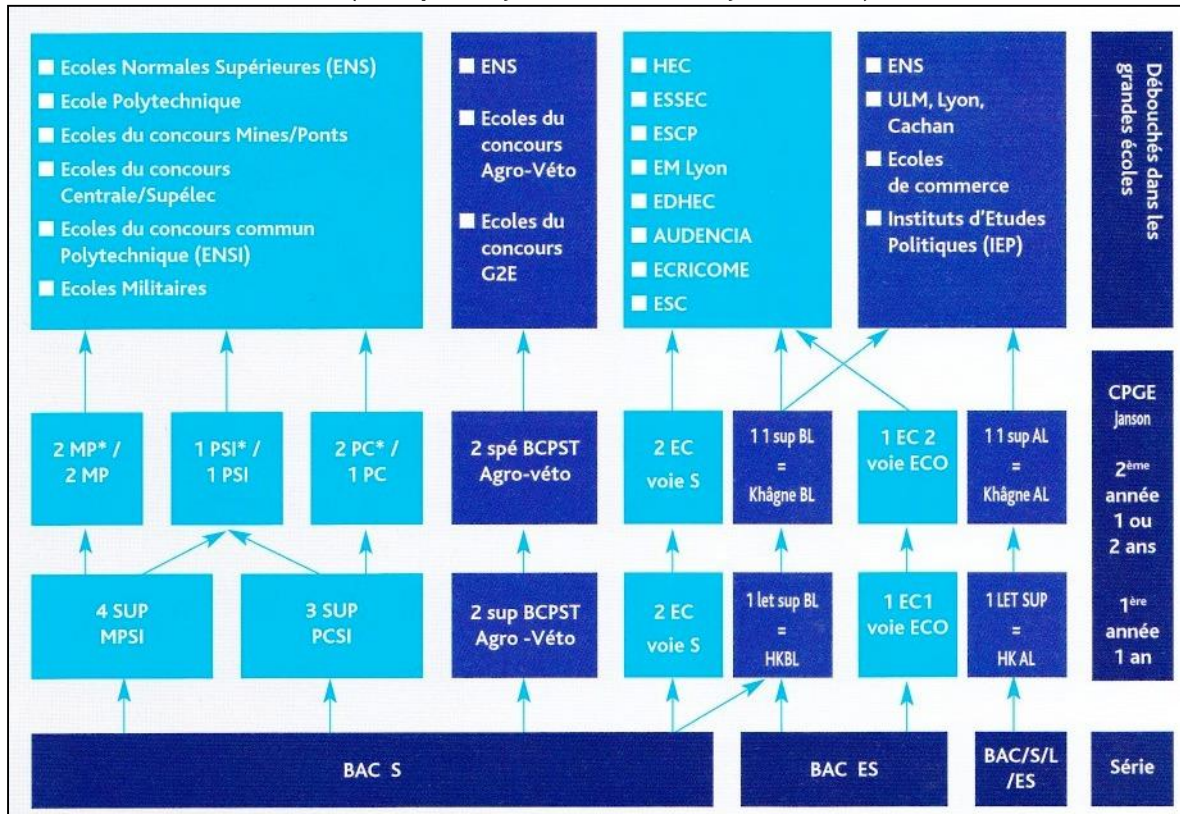 ■ Ecoles Normales Supérieures (ENS)
■ Ecole Polytechnique
■ Ecoles du concours Mines/Ponts
■ Ecoles du concours
Centrale/Supélec
■ Ecoles du concours commun
Polytechnique (ENSI)
■ Ecoles Militaires
■ ENS
■ Ecoles du
concours
Agro-Véto
■ Ecoles du
concours
G2E
■ HEC
■ ESSEC
■ ESCP
■ EM Lyon
■ EDHEC
■ AUDENCIA
■ ECRICOME
■ ESC
■ ENS
■ ULM, Lyon,
Cachan
■ Ecoles
de commerce
■ Instituts d'Etudes
Politiques (IEP)
Débouchés dans les
grandes écoles
2 MP* /
2 MP
1 PSI* /
1 PSI
2 PC* /
1 PC
2 spé BCPST
Agro-véto
2 EC
voie S
1 1 sup BL
=
Khâgne BL
1 EC 2
voie ECO
1 1 sup AL
=
Khâgne AL
CPGE
Janson
2ème
année
1 ou
2 ans
1ère
année
1 an
4 SUP
MPSI
3 SUP
PCSI
2 sup BCPST
Agro -Véto
2 EC
voie S
1 let sup BL
=
HKBL
1 EC1
voie ECO
1 LET SUP
=
HK AL
BAC S
BAC ES
BAC/S/L
/ES
Série